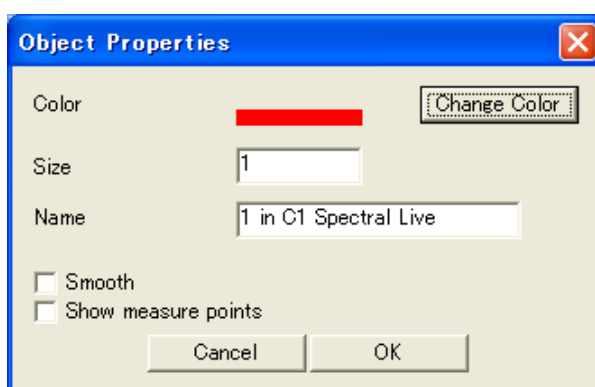 Object Properties
Color
Change Color
Size
1
Name
1 in C1 Spectral Live
Smooth
Show measure points
Cancel
OK